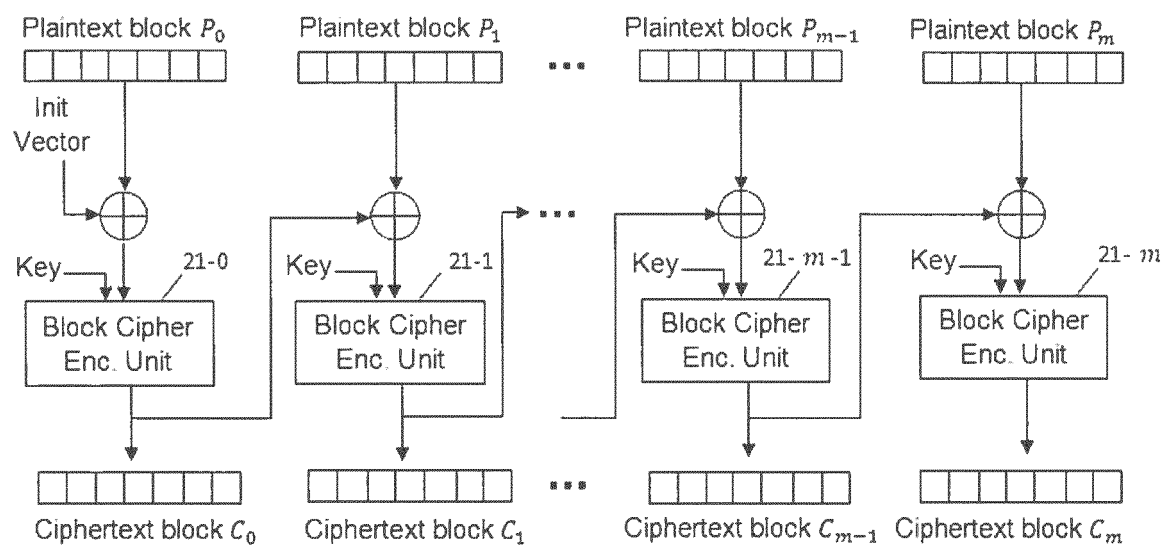 Plaintext block P₀
Plaintext block P₁
Plaintext block Pₘ₋₁
Plaintext block Pₘ
...
Init
Vector
...
Key
21-0
Key
21-1
Key
21- m-1
Key
21- m
Block Cipher
Enc. Unit
Block Cipher
Enc. Unit
Block Cipher
Enc. Unit
Block Cipher
Enc. Unit
...
Ciphertext block C₀
Ciphertext block C₁
Ciphertext block Cₘ₋₁
Ciphertext block Cₘ